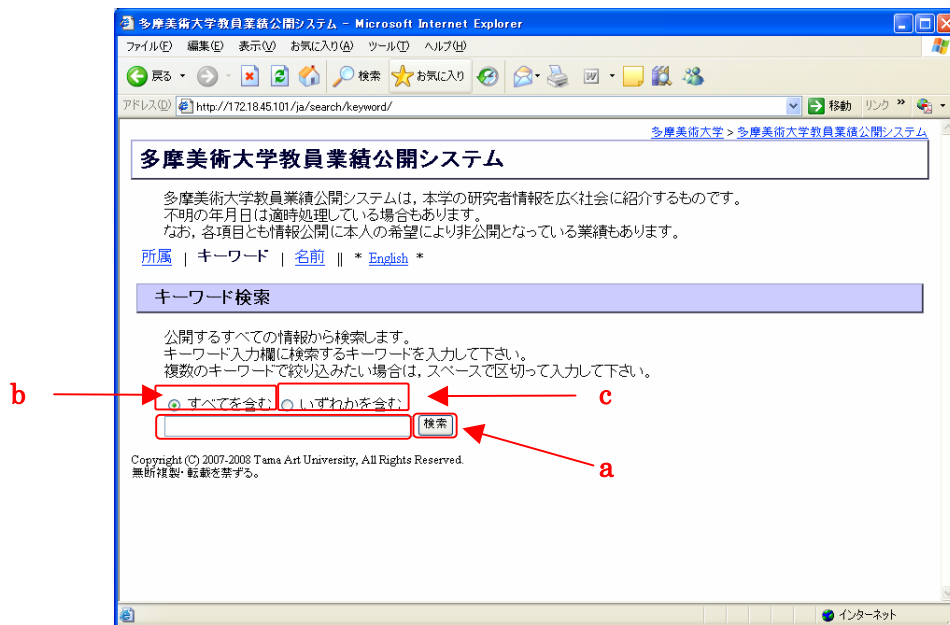 多摩美術大学教員業績公開システム - Microsoft Internet Explorer
ファイル(F) 編集(E) 表示(V) お気に入り(A) ツール(T) ヘルプ(H)
戻る 検索 お気に入り
アドレス(D) http://172.18.45.101/ja/search/keyword/ 移動 リンク »
多摩美術大学 > 多摩美術大学教員業績公開システム
多摩美術大学教員業績公開システム
多摩美術大学教員業績公開システムは, 本学の研究者情報を広く社会に紹介するものです。
不明の年月日は適時処理している場合もあります。
なお, 各項目とも情報公開に本人の希望により非公開となっている業績もあります。
所属 | キーワード | 名前 || * English *
キーワード検索
公開するすべての情報から検索します。
キーワード入力欄に検索するキーワードを入力して下さい。
複数のキーワードで絞り込みたい場合は, スペースで区切って入力して下さい。
b すべてを含む いずれかを含む c
検索
a
Copyright (C) 2007-2008 Tama Art University, All Rights Reserved.
無断複製・転載を禁ずる。
インターネット